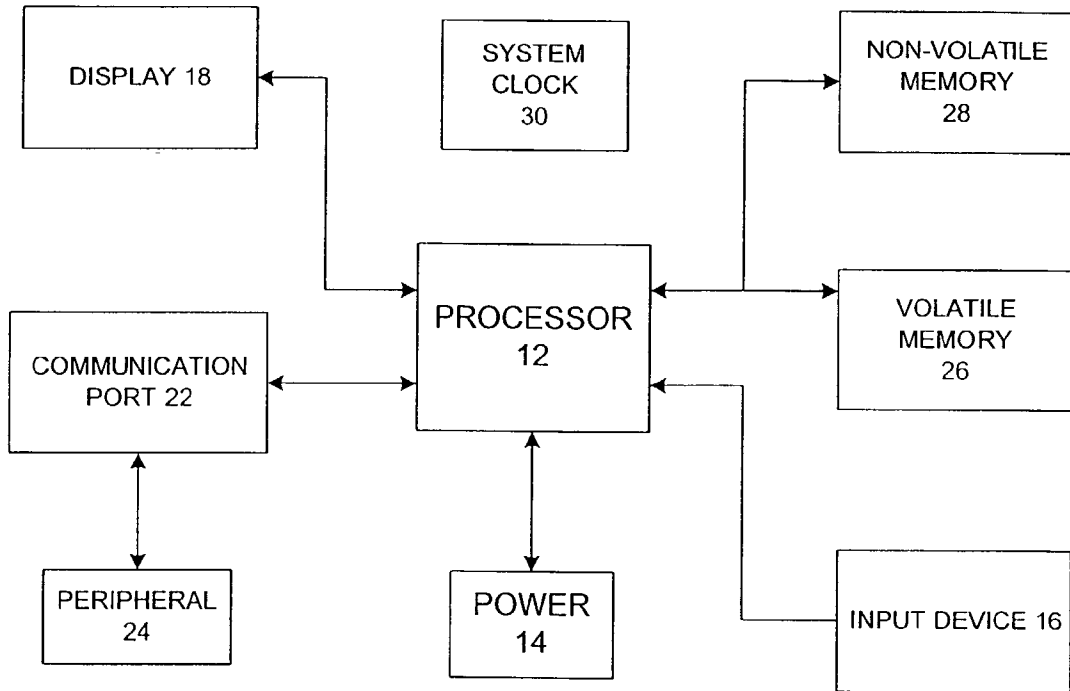 DISPLAY 18
SYSTEM
CLOCK
30
NON-VOLATILE
MEMORY
28
PROCESSOR
12
VOLATILE
MEMORY
26
COMMUNICATION
PORT 22
PERIPHERAL
24
POWER
14
INPUT DEVICE 16